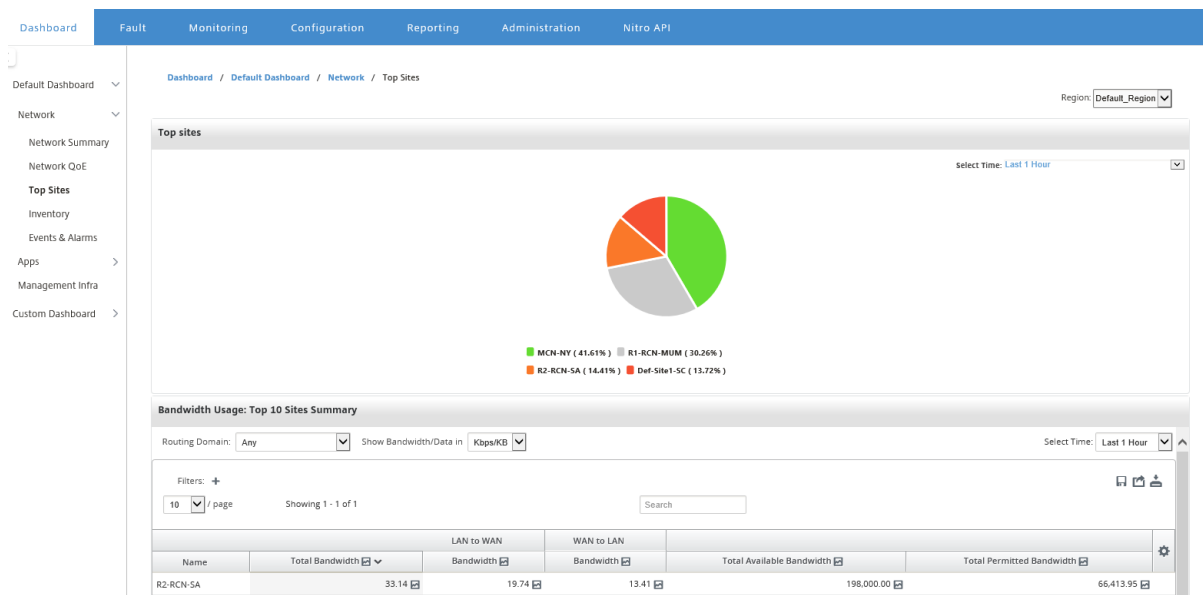 Dashboard Fault Monitoring Configuration Reporting Administration Nitro API
Default Dashboard
Network
Network Summary
Network QoE
Top Sites
Inventory
Events & Alarms
Apps
Management Infra
Custom Dashboard
Dashboard / Default Dashboard / Network / Top Sites
Region: Default_Region
Top sites
Select Time: Last 1 Hour
MCN-NY ( 41.61% ) R1-RCN-MUM ( 30.26% )
R2-RCN-SA ( 14.41% ) Def-Site1-SC ( 13.72% )
Bandwidth Usage: Top 10 Sites Summary
Routing Domain: Any Show Bandwidth/Data in Kbps/KB Select Time: Last 1 Hour
Filters: +
10 / page Showing 1 - 1 of 1 Search
LAN to WAN WAN to LAN
Name Total Bandwidth Bandwidth Bandwidth Total Available Bandwidth Total Permitted Bandwidth
R2-RCN-SA 33.14 19.74 13.41 198,000.00 66,413.95